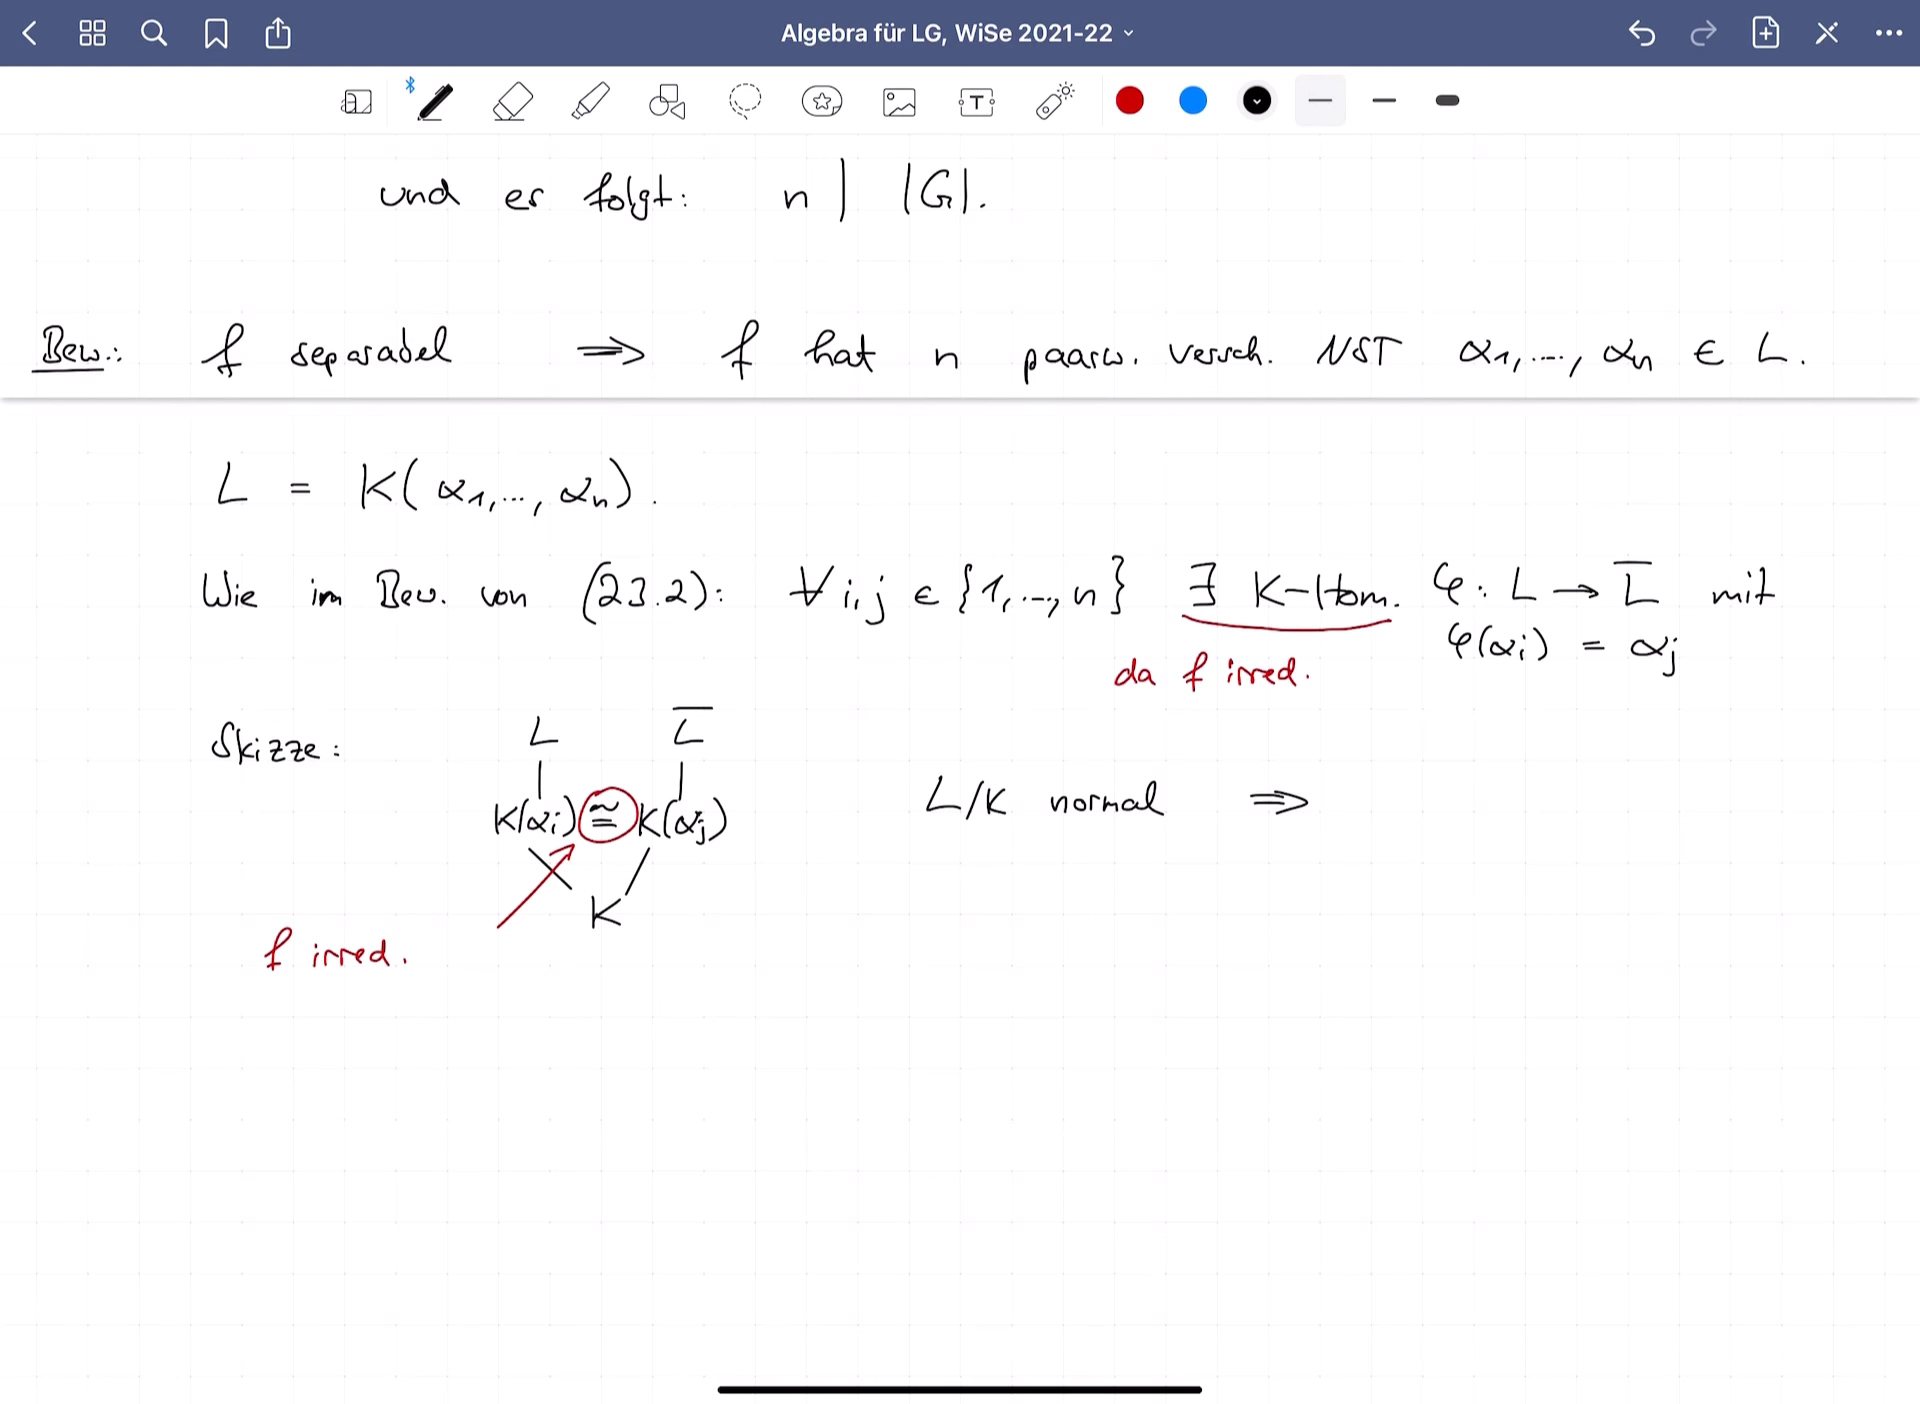 Algebra für LG, WiSe 2021-22
und es folgt: n | |G|.
Bew.: f separabel ⟹ f hat n paarw. versch. NST α₁,…, αₙ ∈ L.
L = K(α₁,…, αₙ).
Wie im Bew. von (23.2): ∀ i,j ∈ {1,…,n} ∃ K-Hom. φ: L → L̅ mit
φ(αᵢ) = αⱼ
da f irred.
Skizze: L L̅
K(αᵢ) ≅ K(αⱼ) L/K normal ⟹
K
f irred.